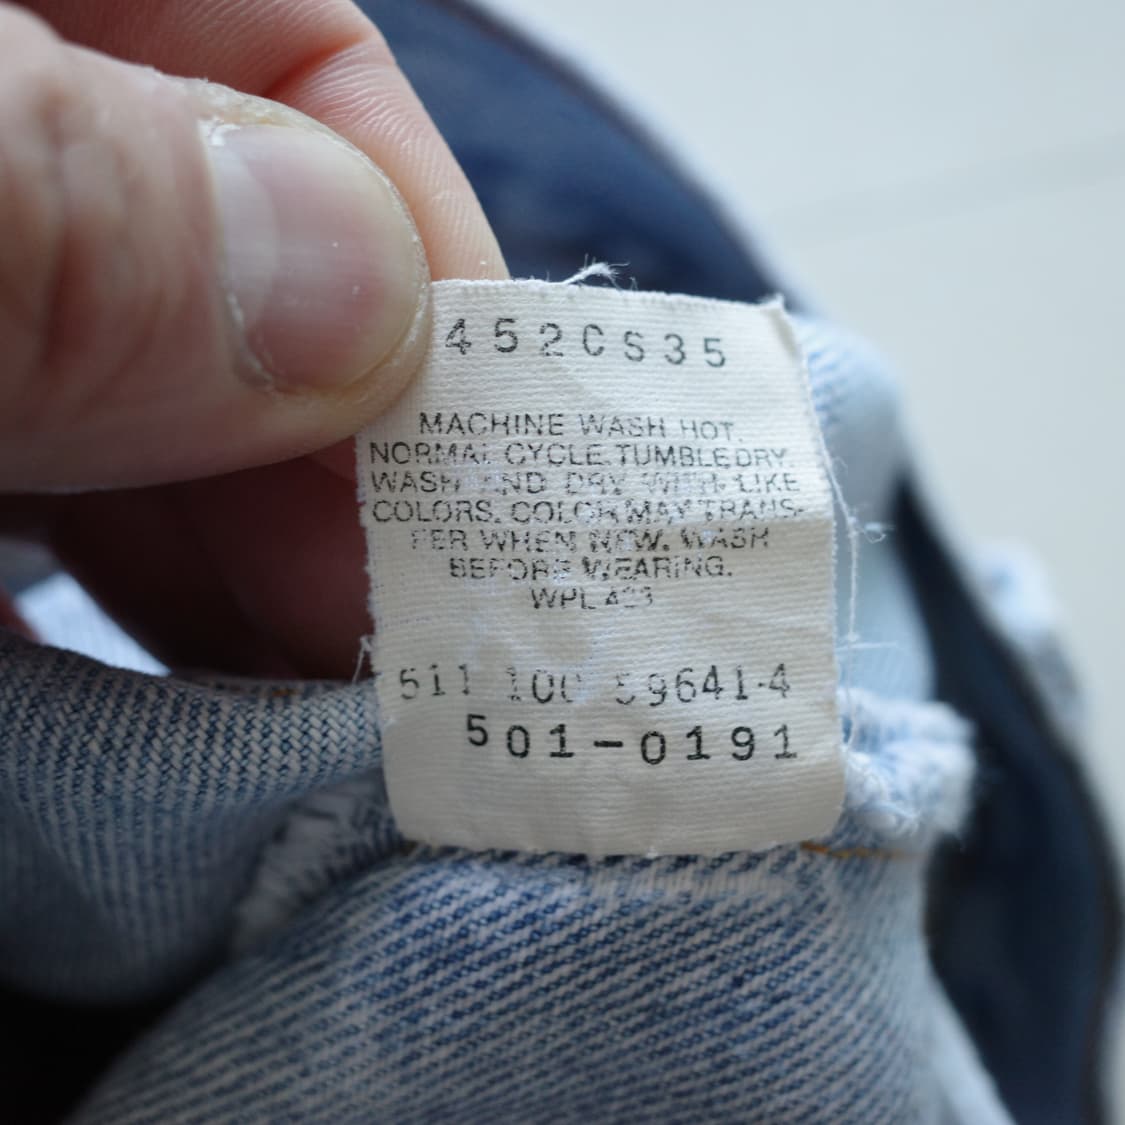 452CS35
MACHINE WASH HOT.
NORMAL CYCLE. TUMBLE DRY
WASH AND DRY WITH LIKE
COLORS. COLOR MAY TRANS-
FER WHEN NEW. WASH
BEFORE WEARING.
WPL 423
511 100 59641-4
501-0191